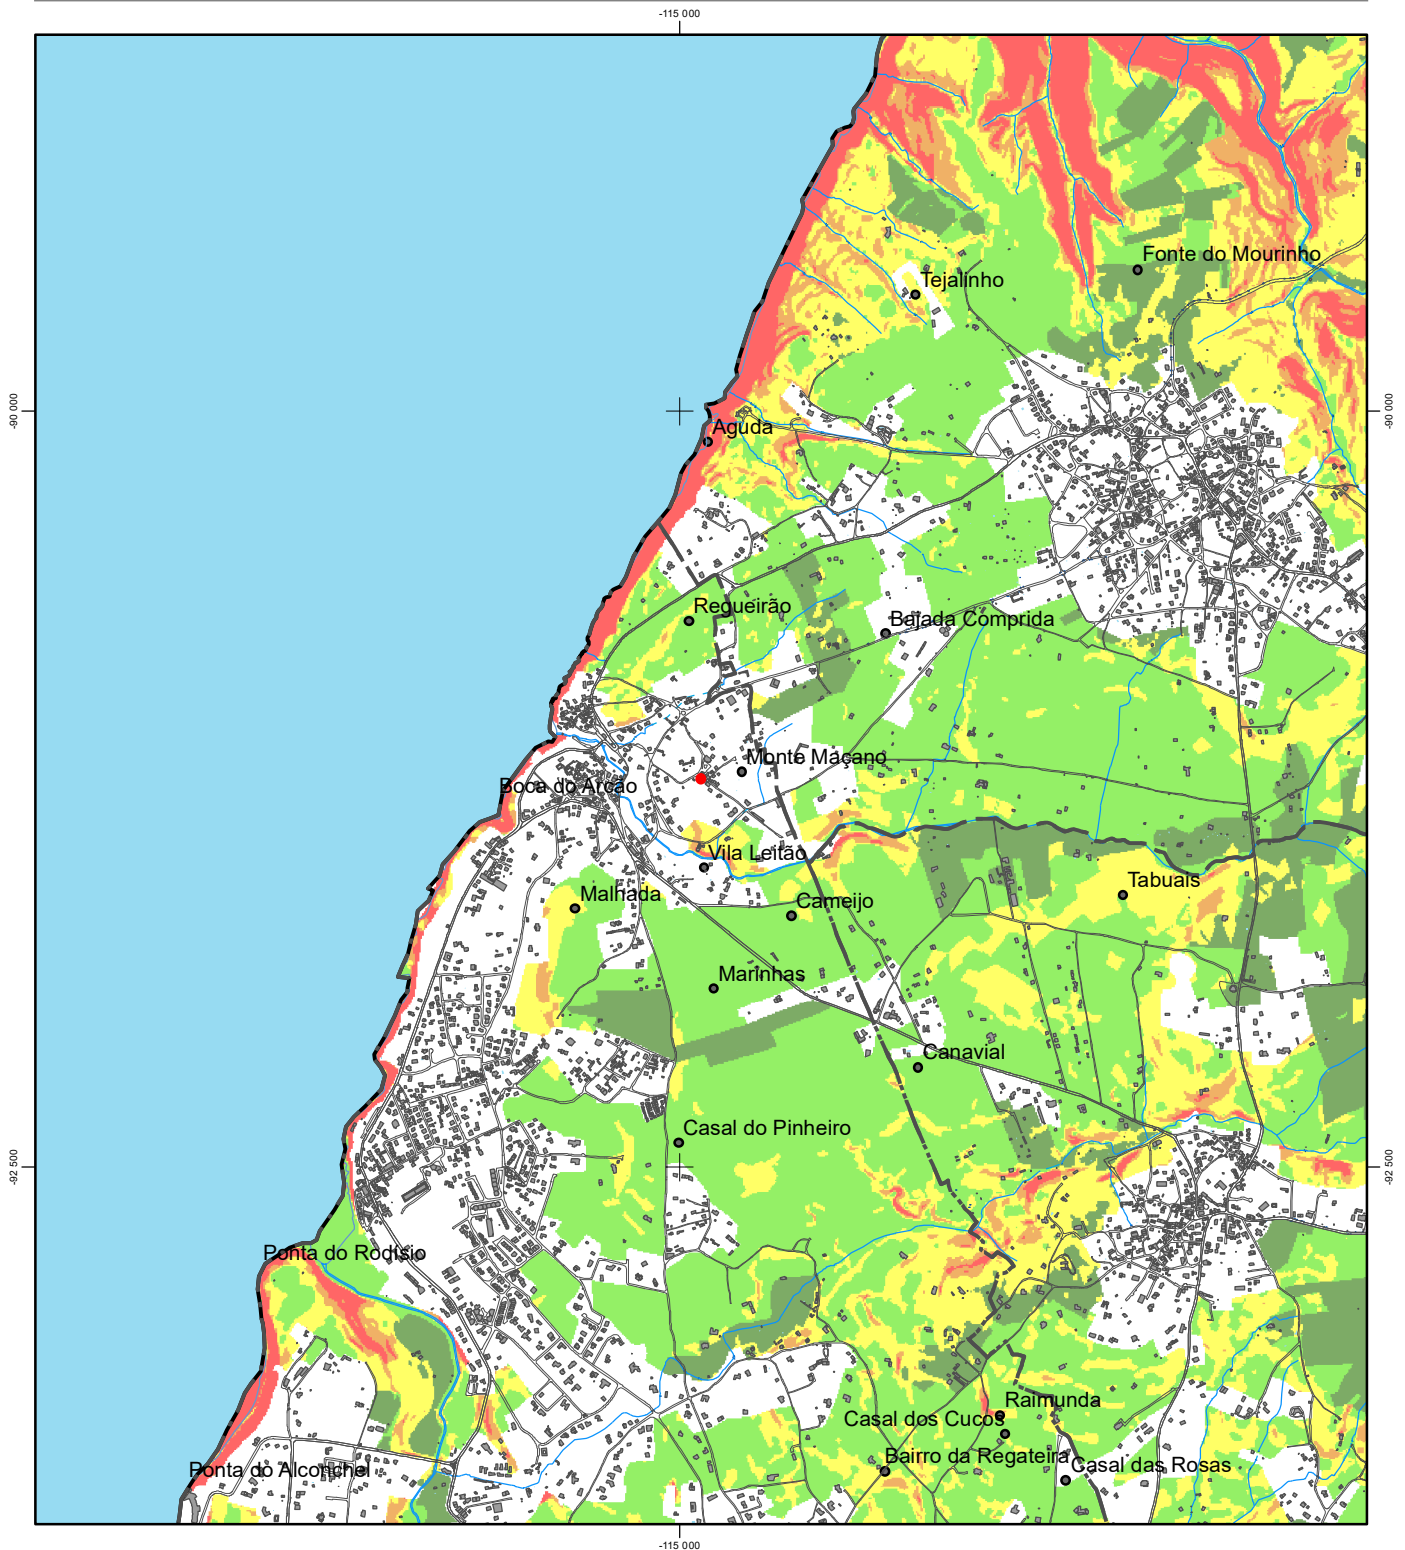 -115 000
Fonte do Mourinho
Tejalinho
-90 000
-90 000
Aguda
Requeirão
Bajada Comprida
Monte Maçano
Boca do Arcão
Vila Leitão
Tabuais
Malhada
Cameijo
Marinhas
Canavial
Casal do Pinheiro
-92 500
-92 500
Ponta do Rodísio
Raimunda
Casal dos Cucos
Bairro da Regateira
Casal das Rosas
Ponta do Alconchel
-115 000